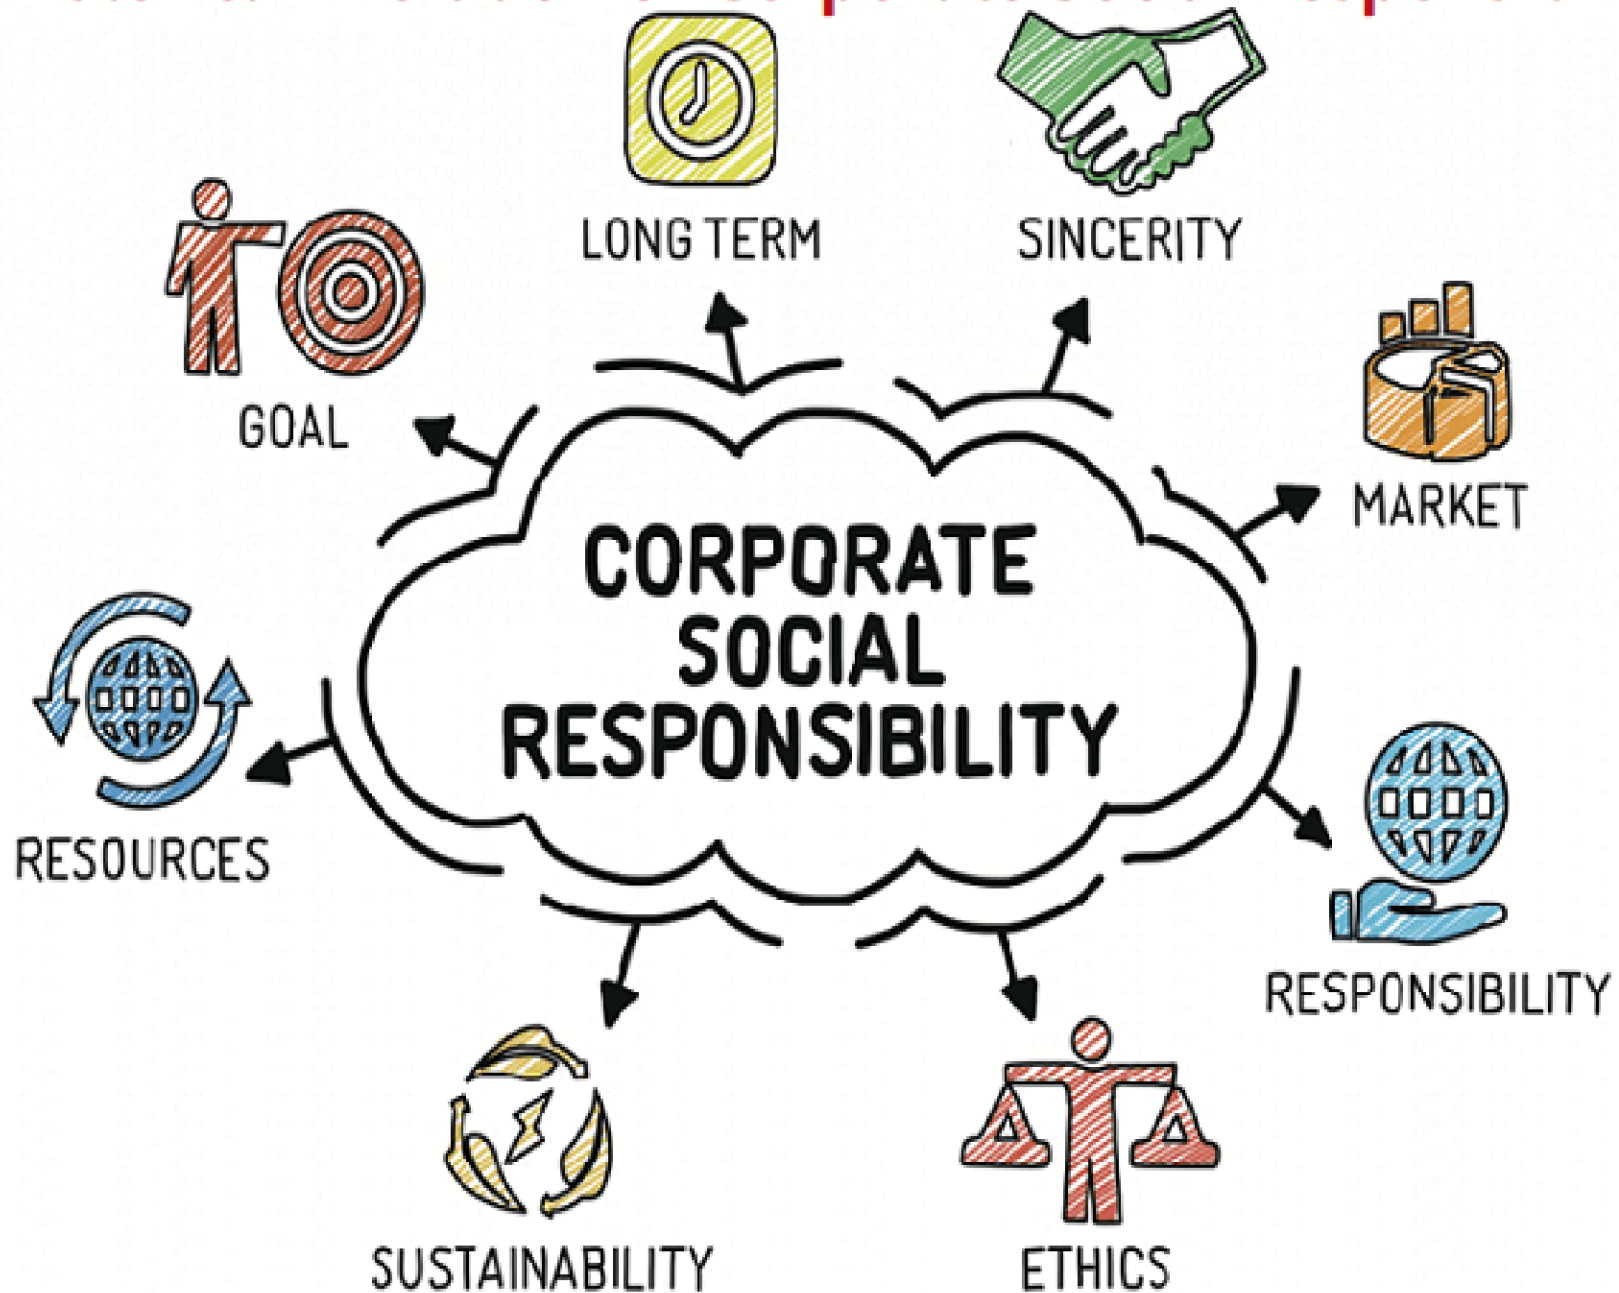 LONG TERM
SINCERITY
GOAL
MARKET
CORPORATE
SOCIAL
RESPONSIBILITY
RESOURCES
RESPONSIBILITY
SUSTAINABILITY
ETHICS